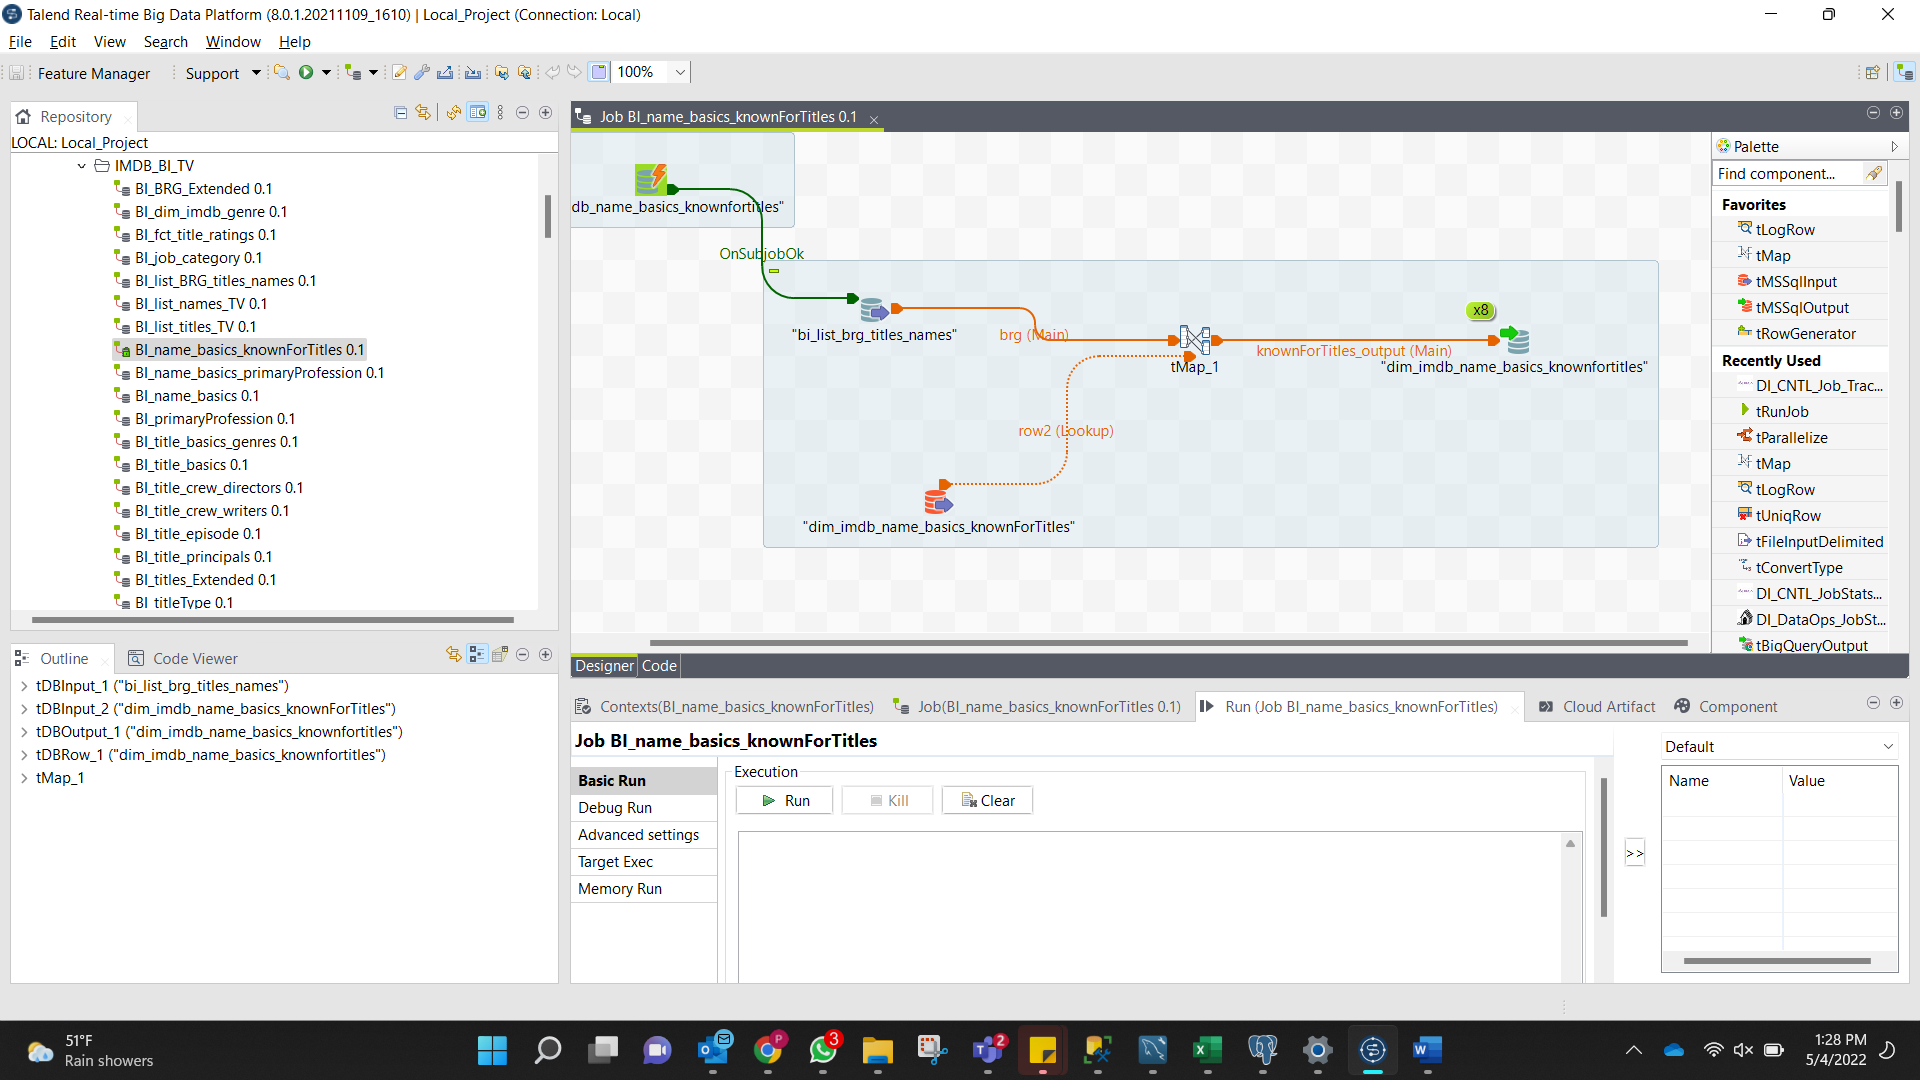 Talend Real-time Big Data Platform (8.0.1.20211109_1610) | Local_Project (Connection: Local)
File Edit View Search Window Help
Feature Manager Support 100%
Repository
LOCAL: Local_Project
IMDB_BI_TV
BI_BRG_Extended 0.1
BI_dim_imdb_genre 0.1
BI_fct_title_ratings 0.1
BI_job_category 0.1
BI_list_BRG_titles_names 0.1
BI_list_names_TV 0.1
BI_list_titles_TV 0.1
BI_name_basics_knownForTitles 0.1
BI_name_basics_primaryProfession 0.1
BI_name_basics 0.1
BI_primaryProfession 0.1
BI_title_basics_genres 0.1
BI_title_basics 0.1
BI_title_crew_directors 0.1
BI_title_crew_writers 0.1
BI_title_episode 0.1
BI_title_principals 0.1
BI_titles_Extended 0.1
BI_titleType 0.1
Outline Code Viewer
tDBInput_1 ("bi_list_brg_titles_names")
tDBInput_2 ("dim_imdb_name_basics_knownForTitles")
tDBOutput_1 ("dim_imdb_name_basics_knownfortitles")
tDBRow_1 ("dim_imdb_name_basics_knownfortitles")
tMap_1
Job BI_name_basics_knownForTitles 0.1
db_name_basics_knownfortitles"
OnSubjobOk
"bi_list_brg_titles_names"
brg (Main)
tMap_1
knownForTitles_output (Main)
x8
"dim_imdb_name_basics_knownfortitles"
row2 (Lookup)
"dim_imdb_name_basics_knownForTitles"
Designer Code
Palette
Find component...
Favorites
tLogRow
tMap
tMSSqlInput
tMSSqlOutput
tRowGenerator
Recently Used
DI_CNTL_Job_Trac...
tRunJob
tParallelize
tMap
tLogRow
tUniqRow
tFileInputDelimited
tConvertType
DI_CNTL_JobStats...
DI_DataOps_JobSt...
tBigQueryOutput
Contexts(BI_name_basics_knownForTitles) Job(BI_name_basics_knownForTitles 0.1) Run (Job BI_name_basics_knownForTitles) Cloud Artifact Component
Job BI_name_basics_knownForTitles
Basic Run
Debug Run
Advanced settings
Target Exec
Memory Run
Execution
Run Kill Clear
>>
Default
Name Value
51°F
Rain showers
3
2
1:28 PM
5/4/2022